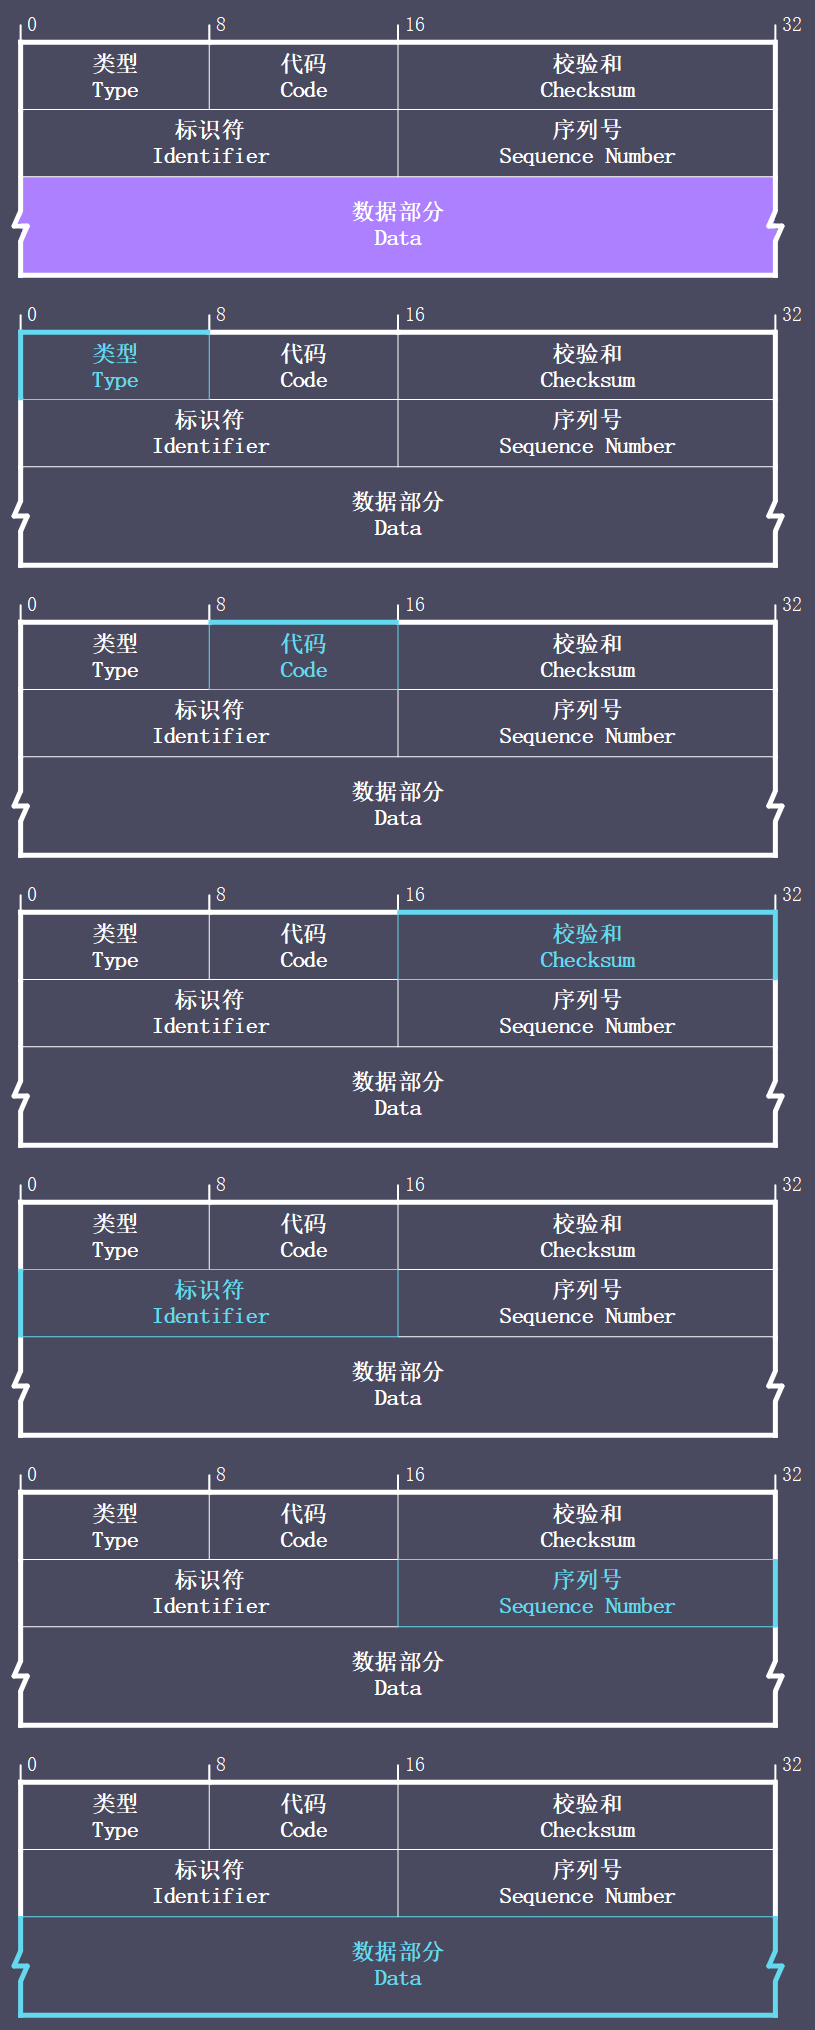 0 8 16 32
类型 代码 校验和
Type Code Checksum
标识符 序列号
Identifier Sequence Number
数据部分
Data
0 8 16 32
类型 代码 校验和
Type Code Checksum
标识符 序列号
Identifier Sequence Number
数据部分
Data
0 8 16 32
类型 代码 校验和
Type Code Checksum
标识符 序列号
Identifier Sequence Number
数据部分
Data
0 8 16 32
类型 代码 校验和
Type Code Checksum
标识符 序列号
Identifier Sequence Number
数据部分
Data
0 8 16 32
类型 代码 校验和
Type Code Checksum
标识符 序列号
Identifier Sequence Number
数据部分
Data
0 8 16 32
类型 代码 校验和
Type Code Checksum
标识符 序列号
Identifier Sequence Number
数据部分
Data
0 8 16 32
类型 代码 校验和
Type Code Checksum
标识符 序列号
Identifier Sequence Number
数据部分
Data